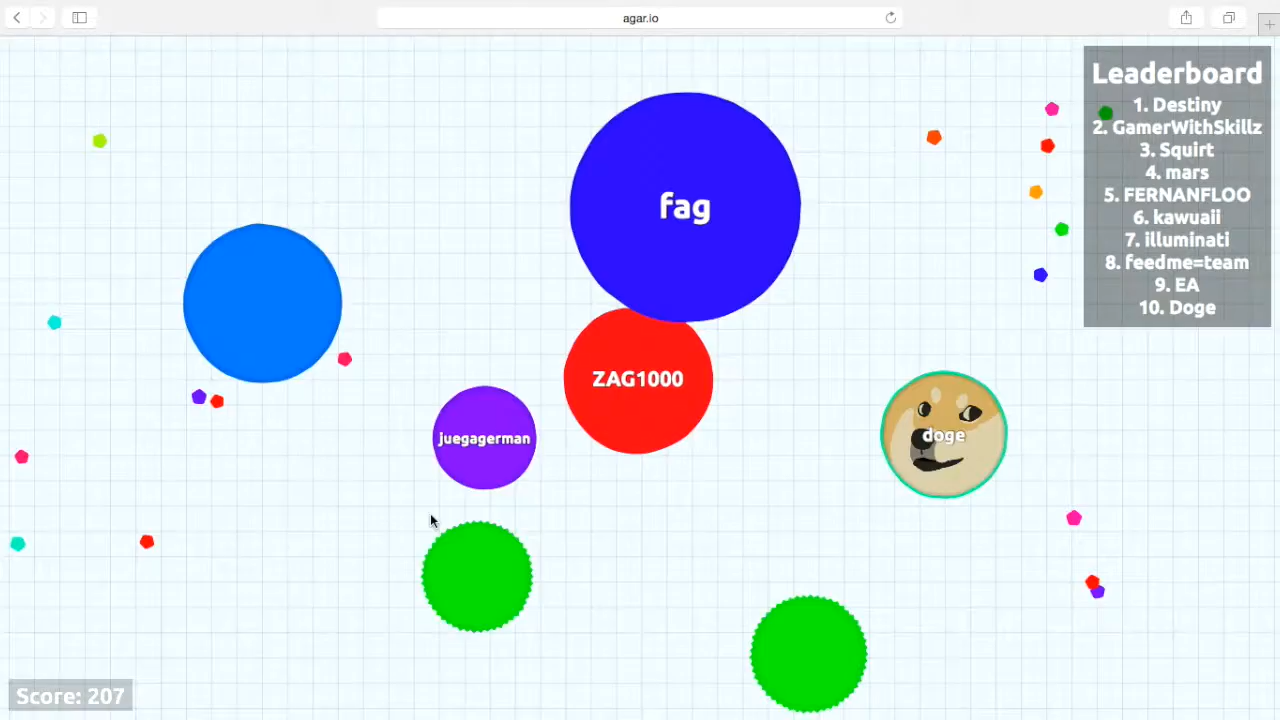 agar.io
Leaderboard
1. Destiny
2. GamerWithSkillz
3. Squirt
4. mars
5. FERNANFLOO
6. kawuaii
7. illuminati
8. feedme=team
9. EA
10. Doge
fag
ZAG1000
juegagerman
doge
Score: 207